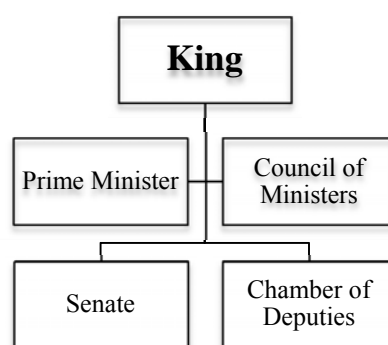 King
Prime Minister
Council of
Ministers
Senate
Chamber of
Deputies